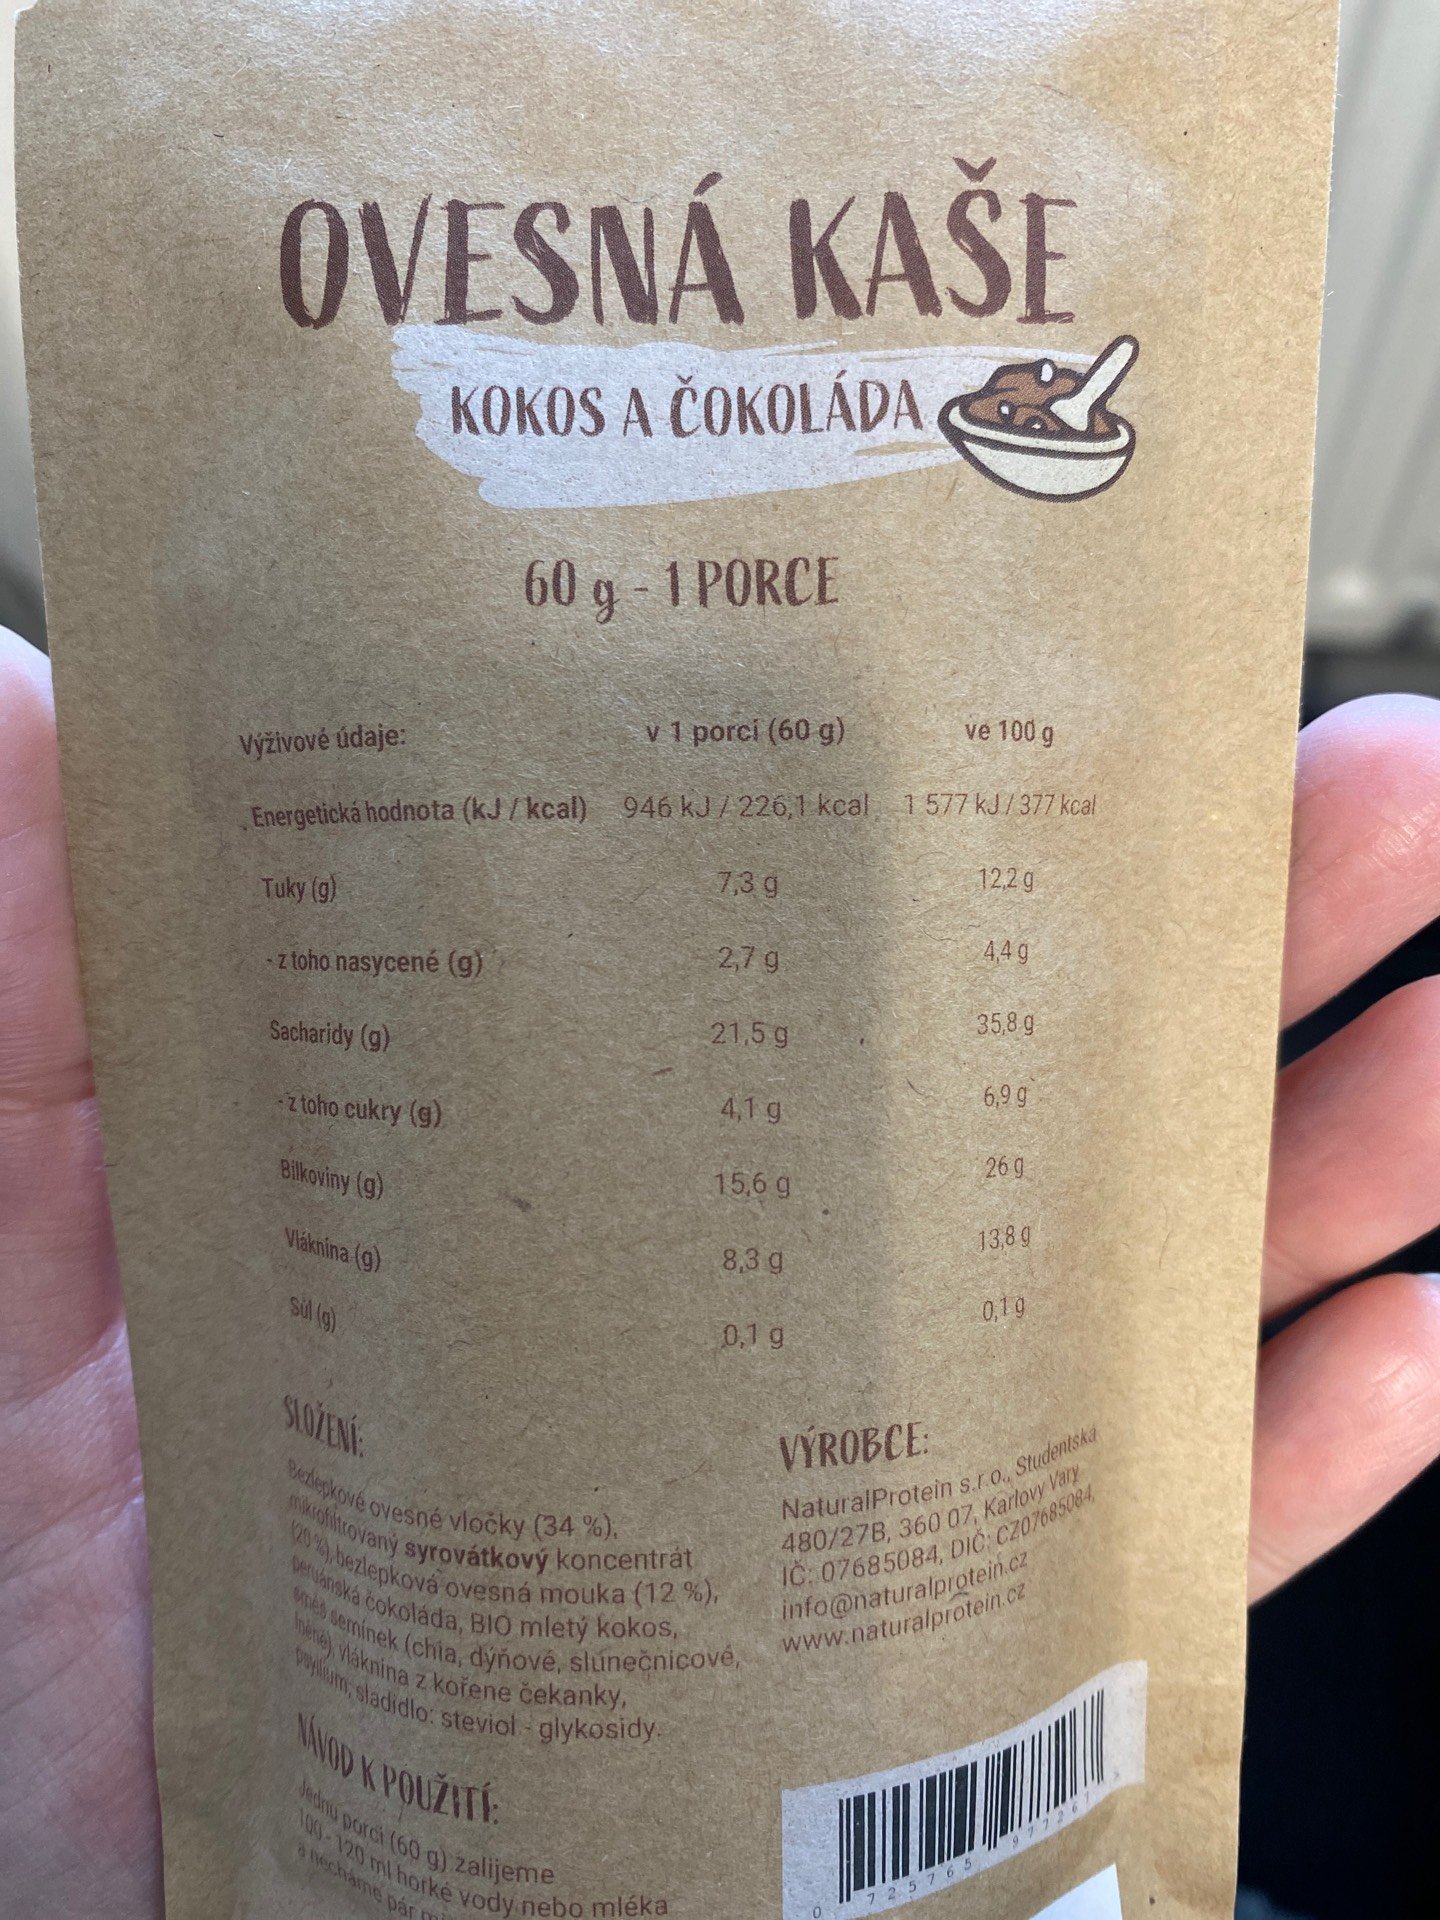 OVESNÁ KAŠE
KOKOS A ČOKOLÁDA
60 g - 1 PORCE
Výživové údaje: v 1 porci (60 g) ve 100 g
Energetická hodnota (kJ / kcal) 946 kJ / 226,1 kcal 1 577 kJ / 377 kcal
Tuky (g) 7,3 g 12,2 g
- z toho nasycené (g) 2,7 g 4,4 g
Sacharidy (g) 21,5 g 35,8 g
- z toho cukry (g) 4,1 g 6,9 g
Bílkoviny (g) 15,6 g 26 g
Vláknina (g) 8,3 g 13,8 g
Sůl (g) 0,1 g 0,1 g
SLOŽENÍ:
Bezlepkové ovesné vločky (34 %),
mikrofiltrovaný syrovátkový koncentrát
(20 %), bezlepková ovesná mouka (12 %),
peruánská čokoláda, BIO mletý kokos,
směs semínek (chia, dýňové, slunečnicové,
lněné), vláknina z kořene čekanky,
psyllium, sladidlo: steviol - glykosidy.
VÝROBCE:
NaturalProtein s.r.o., Studentská
480/27B, 360 07, Karlovy Vary
IČ: 07685084, DIČ: CZ07685084,
info@naturalprotein.cz
www.naturalprotein.cz
NÁVOD K POUŽITÍ:
Jednu porci (60 g) zalijeme
100 - 120 ml horké vody nebo mléka
a necháme pár
0 725765 977267